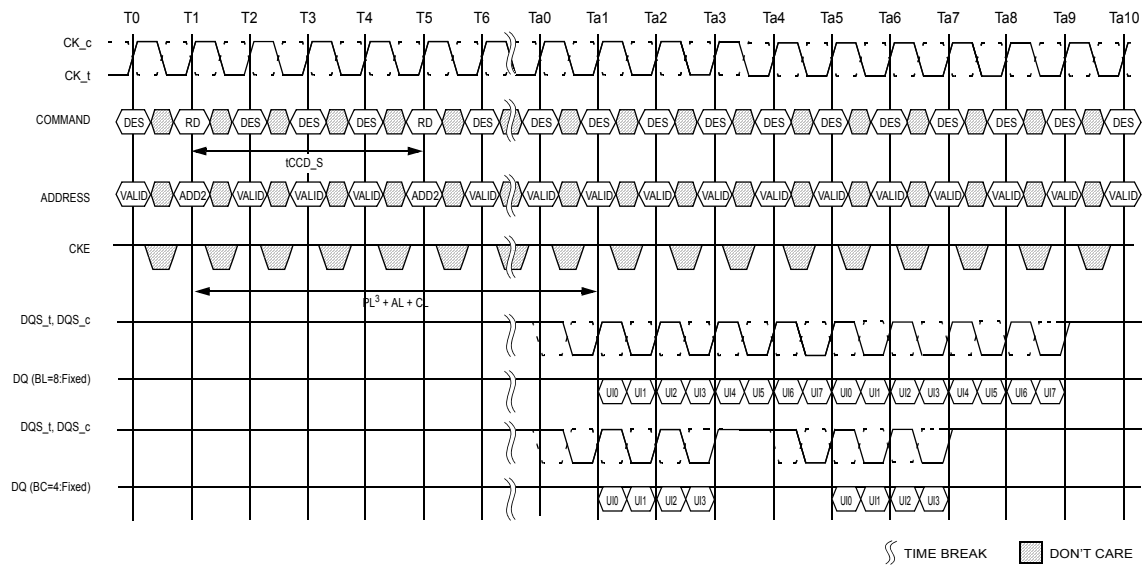 T0 T1 T2 T3 T4 T5 T6 Ta0 Ta1 Ta2 Ta3 Ta4 Ta5 Ta6 Ta7 Ta8 Ta9 Ta10
CK_c
CK_t
COMMAND DES RD DES DES DES RD DES DES DES DES DES DES DES DES DES DES DES DES
tCCD_S
ADDRESS VALID ADD2 VALID VALID VALID ADD2 VALID VALID VALID VALID VALID VALID VALID VALID VALID VALID VALID VALID
CKE
PL3 + AL + CL
DQS_t, DQS_c
DQ (BL=8:Fixed) UI0 UI1 UI2 UI3 UI4 UI5 UI6 UI7 UI0 UI1 UI2 UI3 UI4 UI5 UI6 UI7
DQS_t, DQS_c
DQ (BC=4:Fixed) UI0 UI1 UI2 UI3 UI0 UI1 UI2 UI3
TIME BREAK DON'T CARE